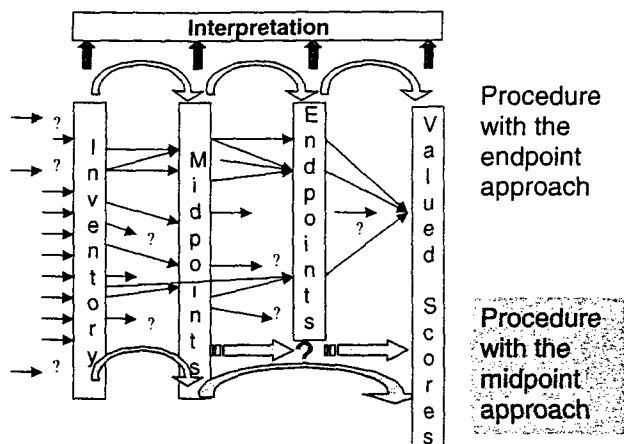 Interpretation
Inventory
Midpoints
Endpoints
Valued Scores
?
?
?
?
?
?
?
?
?
Procedure
with the
endpoint
approach
Procedure
with the
midpoint
approach